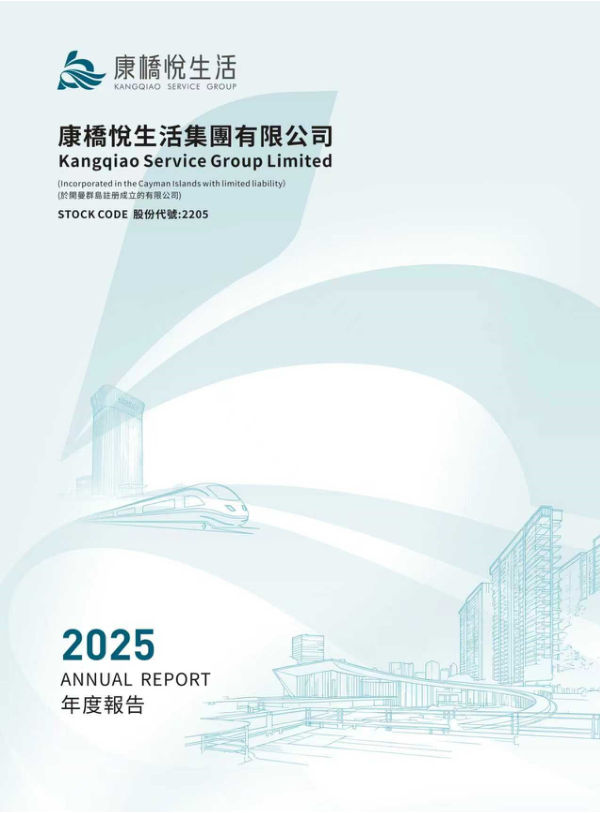 康橋悅生活
KANGQIAO SERVICE GROUP
康橋悅生活集團有限公司
Kangqiao Service Group Limited
(Incorporated in the Cayman Islands with limited liability)
(於開曼群島註册成立的有限公司)
STOCK CODE 股份代號:2205
2025
ANNUAL REPORT
年度報告